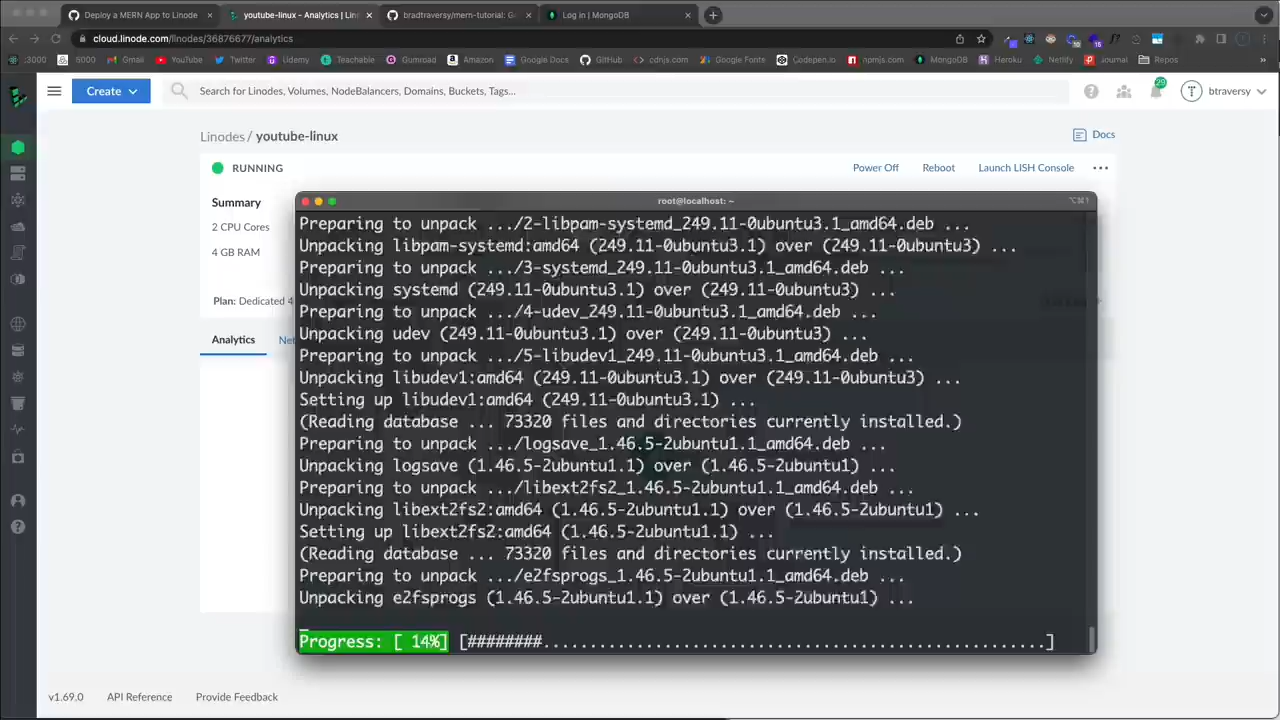 Deploy a MERN App to Linode
youtube-linux - Analytics | Lin
bradtraversy/mern-tutorial: G
Log in | MongoDB
cloud.linode.com/linodes/36876677/analytics
:3000
5000
Gmail
YouTube
Twitter
Udemy
Teachable
Gumroad
Amazon
Google Docs
GitHub
cdnjs.com
Google Fonts
Codepen.io
npmjs.com
MongoDB
Heroku
Netlify
Journal
Repos
Create
Search for Linodes, Volumes, NodeBalancers, Domains, Buckets, Tags...
29
T
btraversy
Linodes / youtube-linux
Docs
RUNNING
Power Off
Reboot
Launch LISH Console
Summary
2 CPU Cores
4 GB RAM
Plan: Dedicated 4
Analytics
Net
root@localhost: ~
⌥⌘1
Preparing to unpack .../2-libpam-systemd_249.11-0ubuntu3.1_amd64.deb ...
Unpacking libpam-systemd:amd64 (249.11-0ubuntu3.1) over (249.11-0ubuntu3) ...
Preparing to unpack .../3-systemd_249.11-0ubuntu3.1_amd64.deb ...
Unpacking systemd (249.11-0ubuntu3.1) over (249.11-0ubuntu3) ...
Preparing to unpack .../4-udev_249.11-0ubuntu3.1_amd64.deb ...
Unpacking udev (249.11-0ubuntu3.1) over (249.11-0ubuntu3) ...
Preparing to unpack .../5-libudev1_249.11-0ubuntu3.1_amd64.deb ...
Unpacking libudev1:amd64 (249.11-0ubuntu3.1) over (249.11-0ubuntu3) ...
Setting up libudev1:amd64 (249.11-0ubuntu3.1) ...
(Reading database ... 73320 files and directories currently installed.)
Preparing to unpack .../logsave_1.46.5-2ubuntu1.1_amd64.deb ...
Unpacking logsave (1.46.5-2ubuntu1.1) over (1.46.5-2ubuntu1) ...
Preparing to unpack .../libext2fs2_1.46.5-2ubuntu1.1_amd64.deb ...
Unpacking libext2fs2:amd64 (1.46.5-2ubuntu1.1) over (1.46.5-2ubuntu1) ...
Setting up libext2fs2:amd64 (1.46.5-2ubuntu1.1) ...
(Reading database ... 73320 files and directories currently installed.)
Preparing to unpack .../e2fsprogs_1.46.5-2ubuntu1.1_amd64.deb ...
Unpacking e2fsprogs (1.46.5-2ubuntu1.1) over (1.46.5-2ubuntu1) ...
Progress: [ 14%] [########................................................]
v1.69.0
API Reference
Provide Feedback